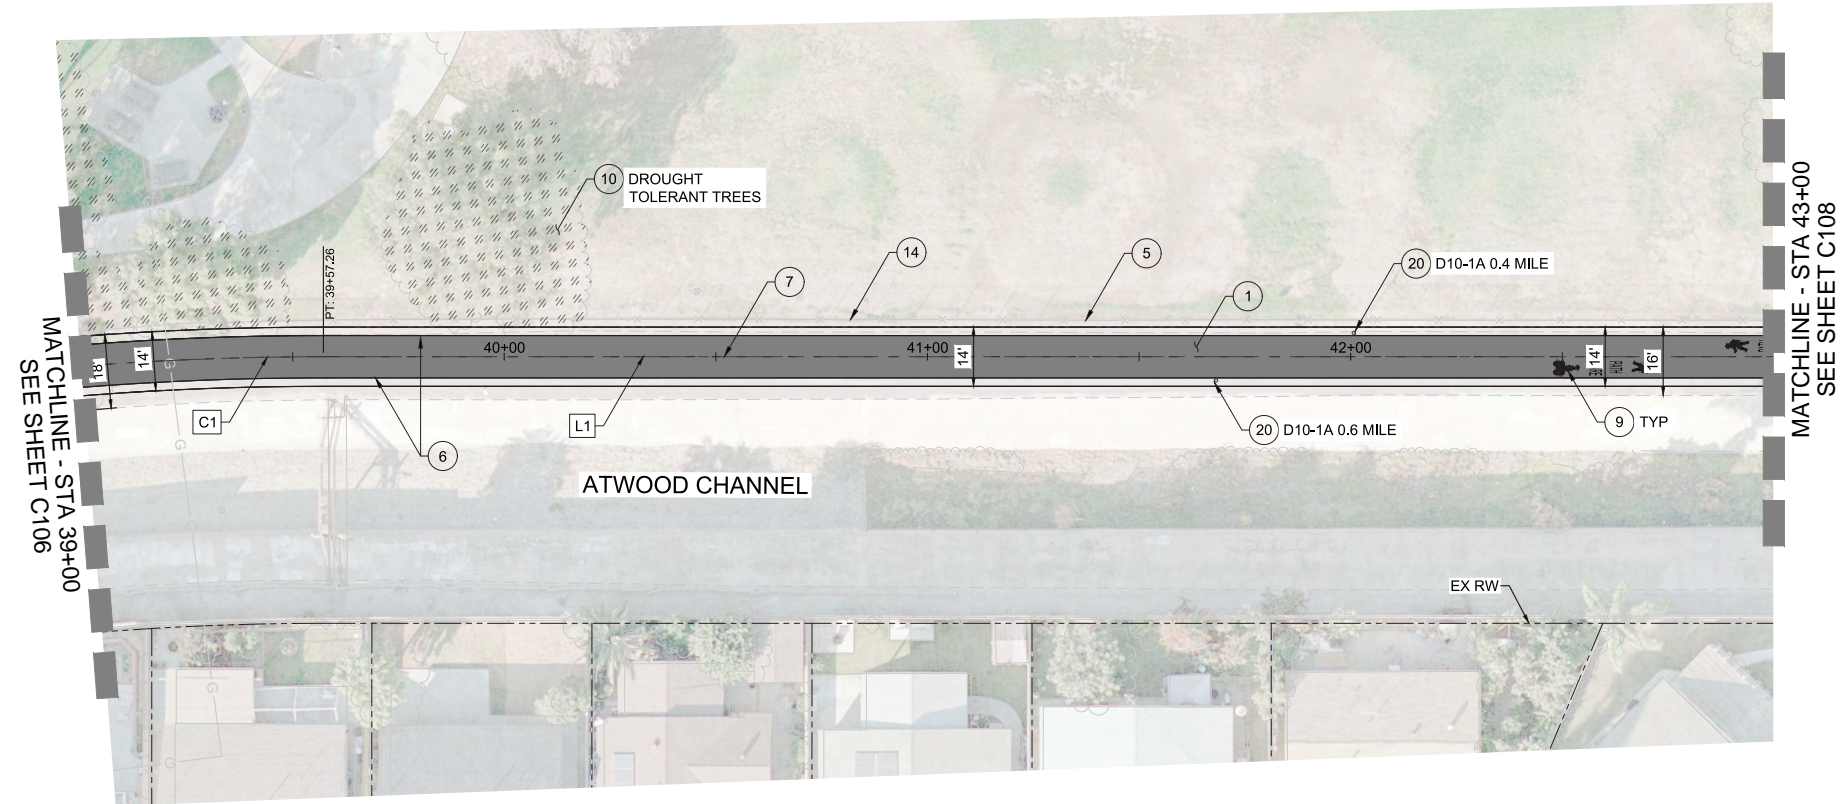 10 DROUGHT
TOLERANT TREES
14
5
7
1
20 D10-1A 0.4 MILE
PT: 39+57.26
MATCHLINE - STA 39+00
SEE SHEET C106
MATCHLINE - STA 43+00
SEE SHEET C108
18'
14'
40+00
41+00
14'
42+00
14'
16'
PATH
G
C1
G
L1
6
20 D10-1A 0.6 MILE
9 TYP
ATWOOD CHANNEL
G
EX RW
G
G